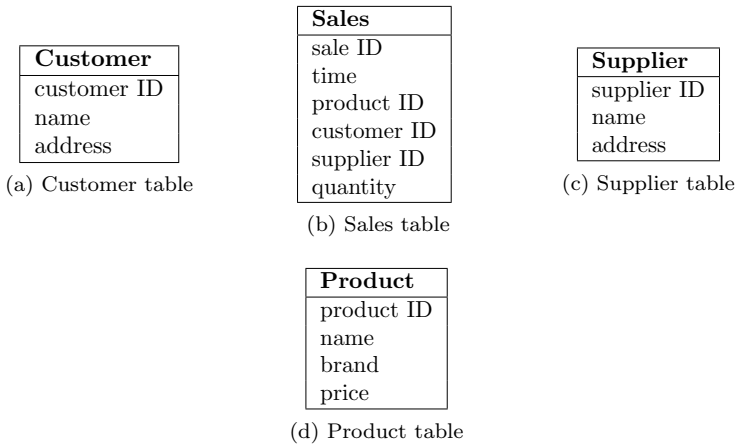 Customer
customer ID
name
address
(a) Customer table
Sales
sale ID
time
product ID
customer ID
supplier ID
quantity
(b) Sales table
Supplier
supplier ID
name
address
(c) Supplier table
Product
product ID
name
brand
price
(d) Product table